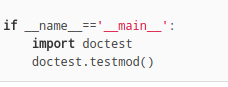 if __name__=='__main__':
    import doctest
    doctest.testmod()